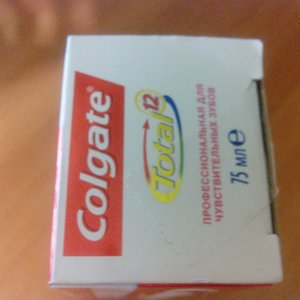 Colgate®
Total 12
ПРОФЕССИОНАЛЬНАЯ ДЛЯ
ЧУВСТВИТЕЛЬНЫХ ЗУБОВ
75 МЛ e